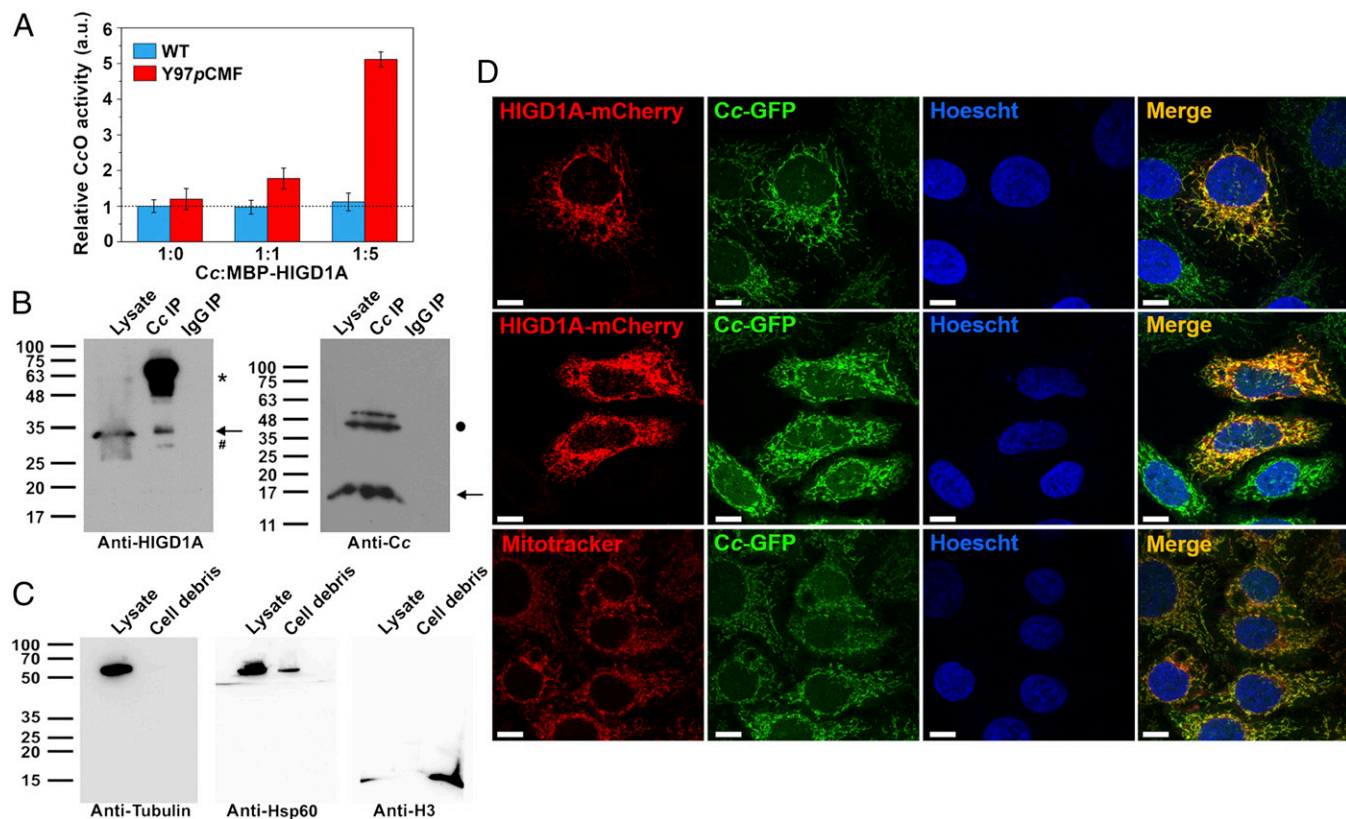 A
Relative CcO activity (a.u.)
6
5
4
3
2
1
0
WT
Y97pCMF
1:0 1:1 1:5
Cc:MBP-HIGD1A
B
Lysate Cc IP IgG IP
100
75
63
48
35
25
20
17
*
#
Anti-HIGD1A
Lysate Cc IP IgG IP
100
75
63
48
35
25
20
17
11
Anti-Cc
C
Lysate Cell debris
Lysate Cell debris
Lysate Cell debris
100
70
50
35
25
20
15
Anti-Tubulin Anti-Hsp60 Anti-H3
D
HIGD1A-mCherry Cc-GFP Hoescht Merge
HIGD1A-mCherry Cc-GFP Hoescht Merge
Mitotracker Cc-GFP Hoescht Merge